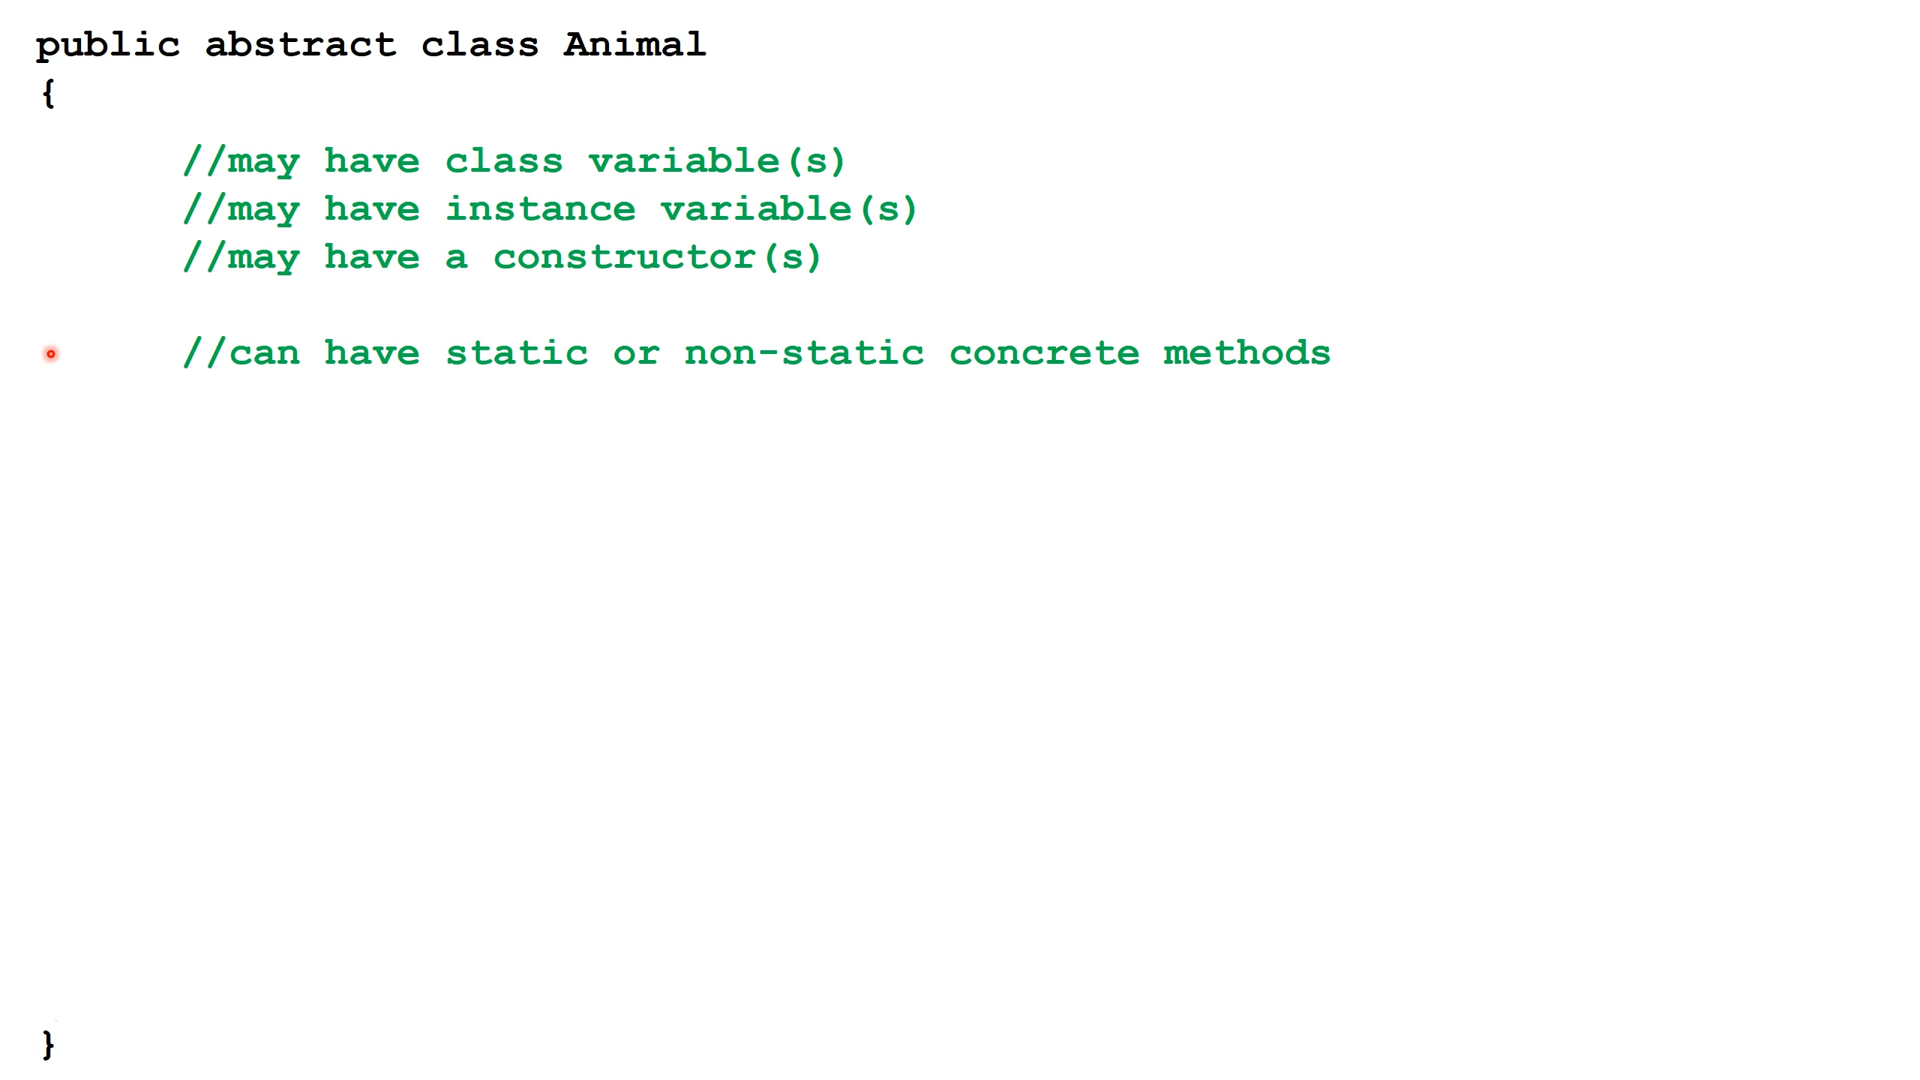 public abstract class Animal
{
//may have class variable(s)
//may have instance variable(s)
//may have a constructor(s)
//can have static or non-static concrete methods
}